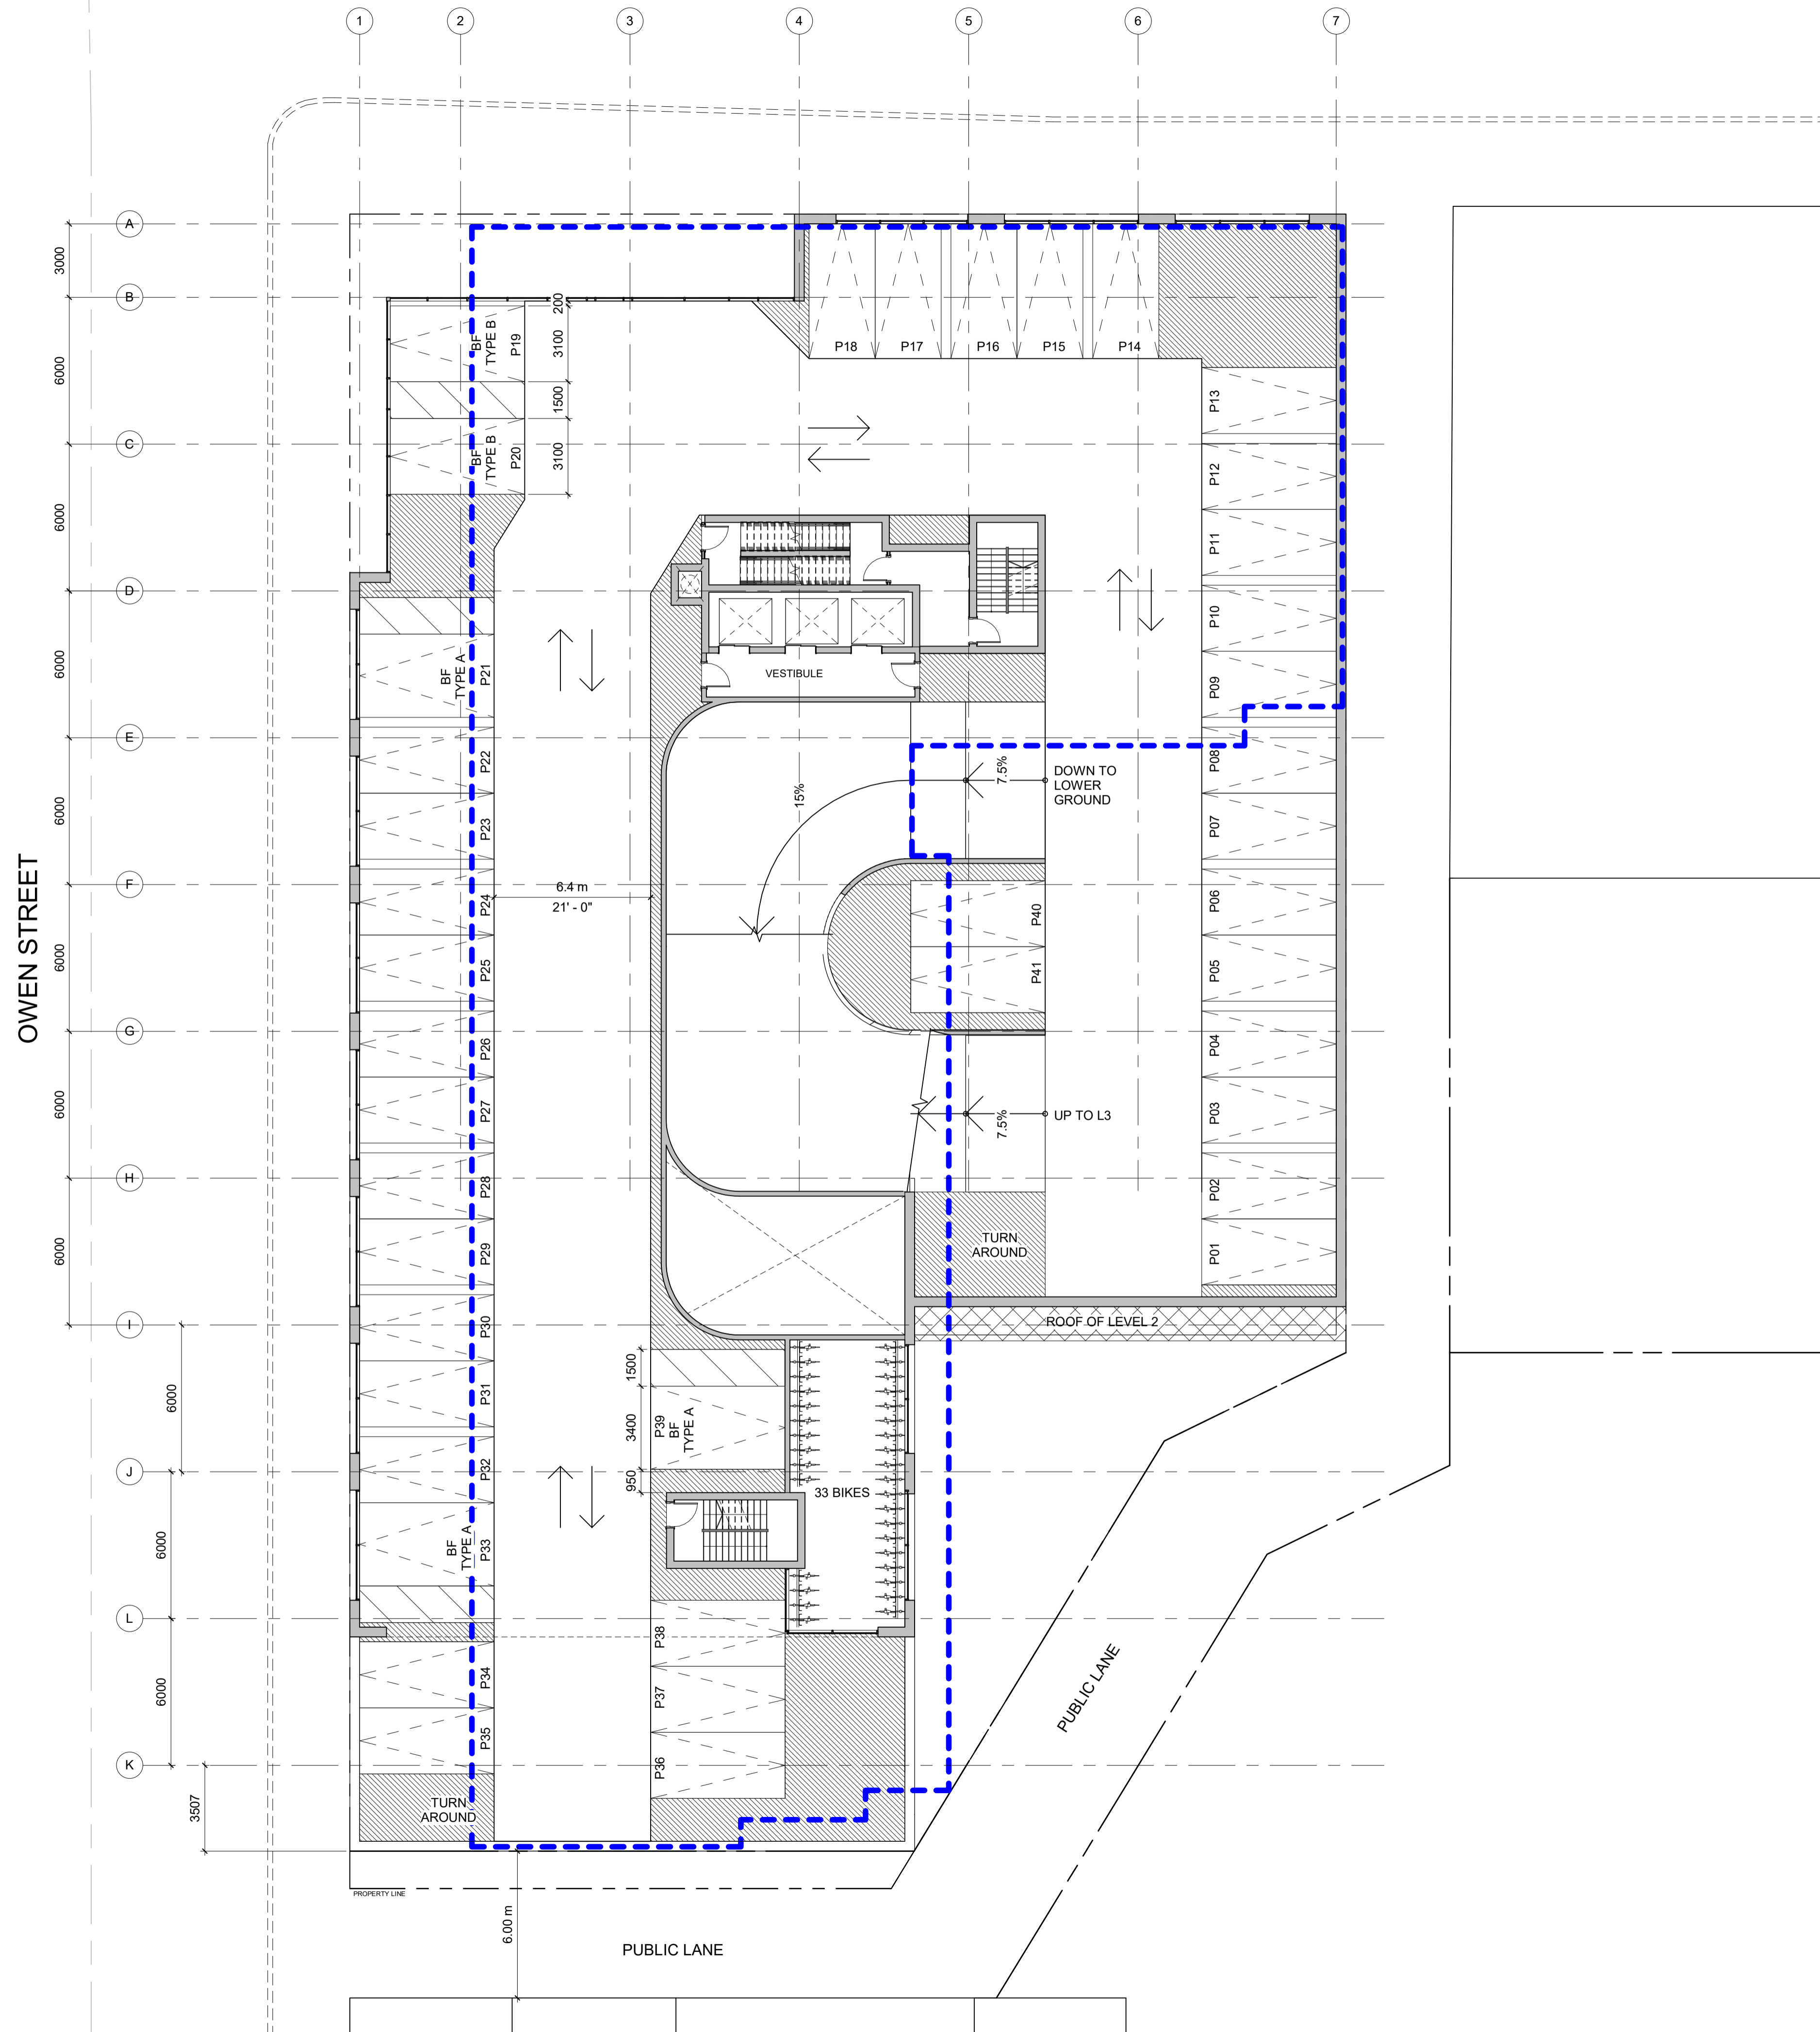 1
2
3
4
5
6
7
A
3000
B
200
3100
BF
TYPE B
P19
6000
1500
P18
P17
P16
P15
P14
P13
C
BF
TYPE B
P20
3100
P12
6000
P11
D
P10
6000
BF
TYPE A
P21
VESTIBULE
P09
E
P22
P08
7.5%
DOWN TO
LOWER
GROUND
15%
6000
P23
P07
F
6.4 m
21' - 0"
P24
P40
P06
OWEN STREET
6000
P25
P41
P05
G
P26
P04
6000
P27
7.5%
UP TO L3
P03
H
P28
P02
6000
P29
TURN
AROUND
P01
I
P30
ROOF OF LEVEL 2
6000
1500
P31
3400
P39
BF
TYPE A
J
P32
950
33 BIKES
6000
BF
TYPE A
P33
L
P38
6000
P34
P37
PUBLIC LANE
P35
K
P36
3507
TURN
AROUND
PROPERTY LINE
6.00 m
PUBLIC LANE